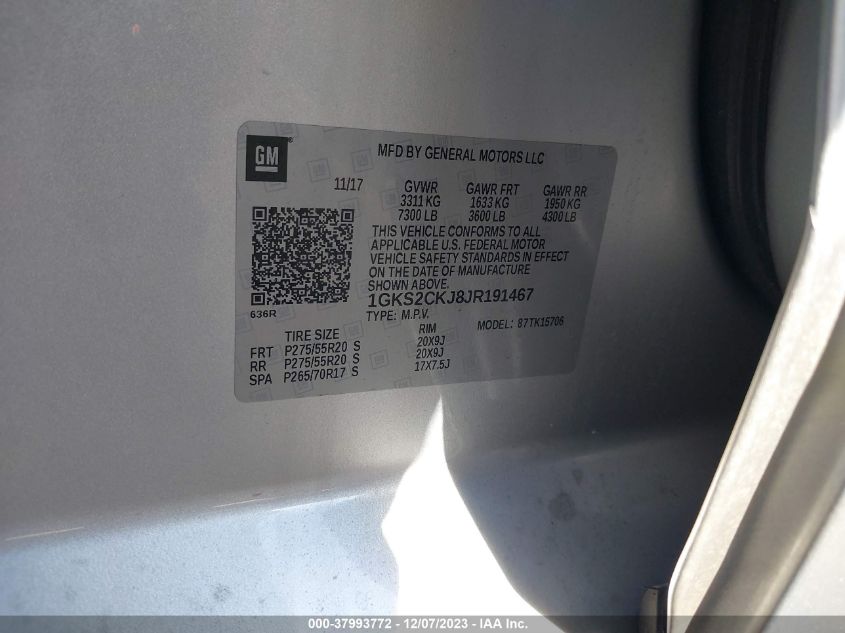 GM
®
MFD BY GENERAL MOTORS LLC
11/17 GVWR GAWR FRT GAWR RR
3311 KG 1633 KG 1950 KG
7300 LB 3600 LB 4300 LB
THIS VEHICLE CONFORMS TO ALL
APPLICABLE U.S. FEDERAL MOTOR
VEHICLE SAFETY STANDARDS IN EFFECT
ON THE DATE OF MANUFACTURE
SHOWN ABOVE.
636R
1GKS2CKJ8JR191467
TYPE: M.P.V. MODEL: 87TK15706
TIRE SIZE RIM
FRT P275/55R20 S 20X9J
RR P275/55R20 S 20X9J
SPA P265/70R17 S 17X7.5J
000-37993772 - 12/07/2023 - IAA Inc.